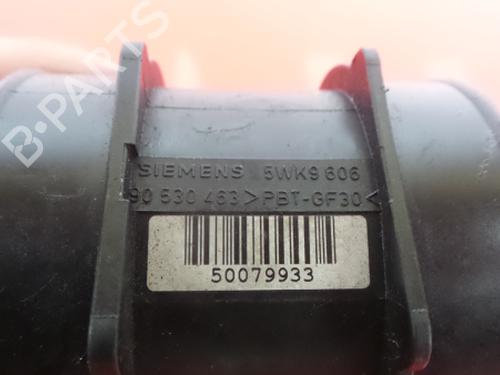 B-PARTS
SIEMENS 5WK9 606
90 530 463 >PBT-GF30<
50079933